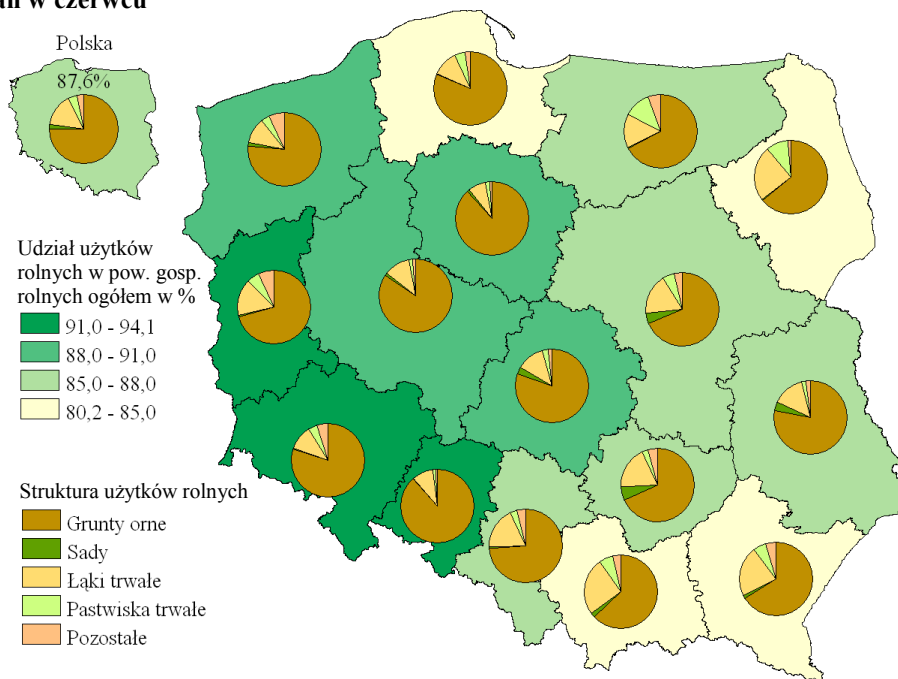 w czerwcu
Polska
87,6%
Udział użytków
rolnych w pow. gosp.
rolnych ogółem w %
91,0 - 94,1
88,0 - 91,0
85,0 - 88,0
80,2 - 85,0
Struktura użytków rolnych
Grunty orne
Sady
Łąki trwałe
Pastwiska trwałe
Pozostałe